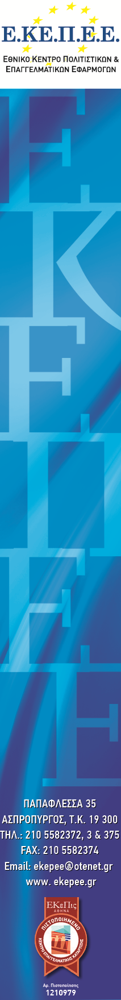 Ε.ΚΕ.Π.Ε.Ε.
ΕΘΝΙΚΟ ΚΕΝΤΡΟ ΠΟΛΙΤΙΣΤΙΚΩΝ &
ΕΠΑΓΓΕΛΜΑΤΙΚΩΝ ΕΦΑΡΜΟΓΩΝ
Ε
Κ
Ε
Π
Ε
Ε
ΠΑΠΑΦΛΕΣΣΑ 35
ΑΣΠΡΟΠΥΡΓΟΣ, Τ.Κ. 19 300
ΤΗΛ.: 210 5582372, 3 & 375
FAX: 210 5582374
Email: ekepee@otenet.gr
www. ekepee.gr
ΕΚεΠις
ΑΘΗΝΑ
ΠΙΣΤΟΠΟΙΗΜΕΝΟ
ΚΕΝΤΡΟ ΕΠΑΓΓΕΛΜΑΤΙΚΗΣ ΚΑΤΑΡΤΙΣΗΣ
Αρ. Πιστοποίησης
1210979